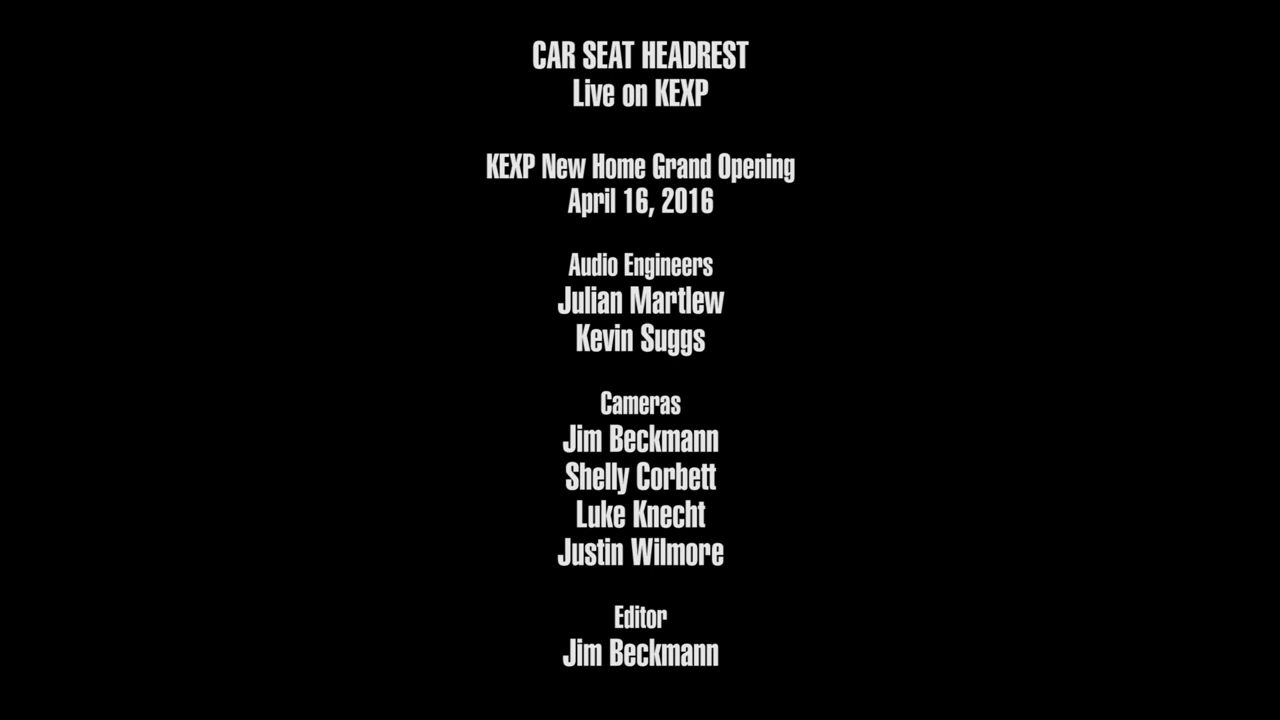 CAR SEAT HEADREST
Live on KEXP
KEXP New Home Grand Opening
April 16, 2016
Audio Engineers
Julian Martlew
Kevin Suggs
Cameras
Jim Beckmann
Shelly Corbett
Luke Knecht
Justin Wilmore
Editor
Jim Beckmann